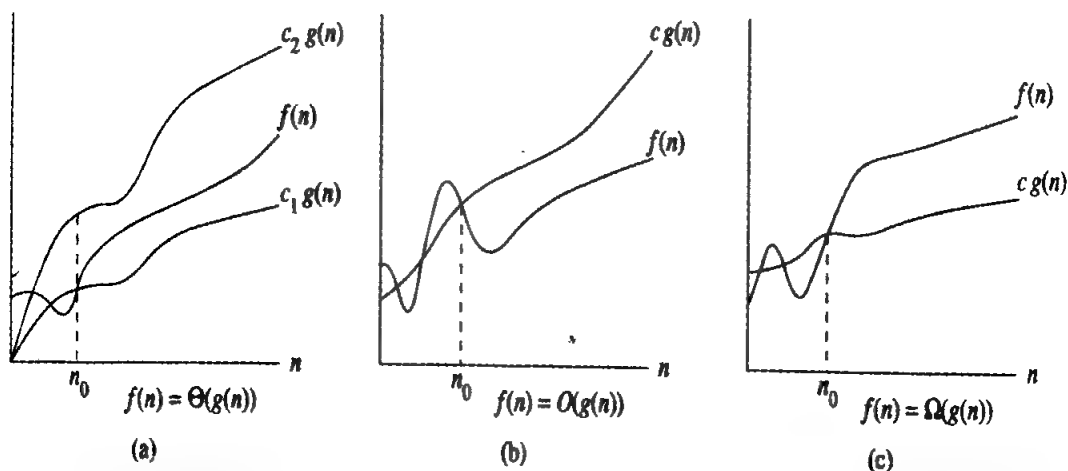 c₂ g(n)
f(n)
c₁ g(n)
n
n₀
f(n) = Θ(g(n))
(a)
c g(n)
f(n)
n
n₀
f(n) = O(g(n))
(b)
f(n)
c g(n)
n
n₀
f(n) = Ω(g(n))
(c)